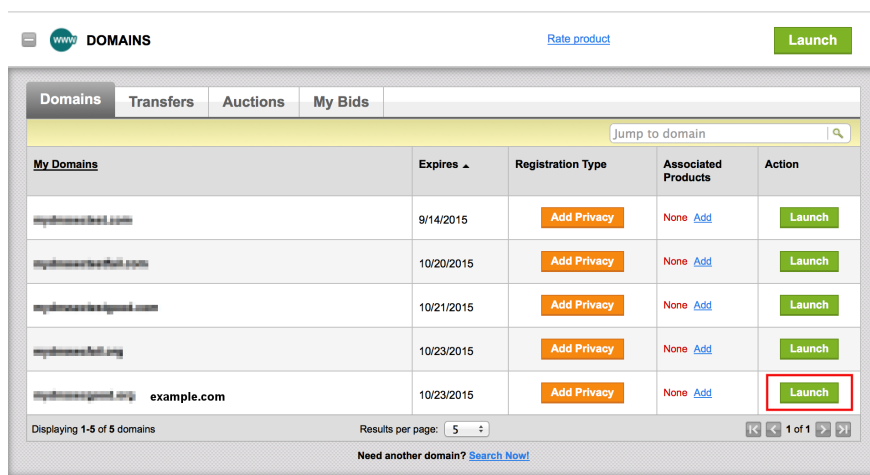 www DOMAINS Rate product Launch
Domains Transfers Auctions My Bids
Jump to domain
My Domains Expires Registration Type Associated Products Action
9/14/2015 Add Privacy None Add Launch
10/20/2015 Add Privacy None Add Launch
10/21/2015 Add Privacy None Add Launch
10/23/2015 Add Privacy None Add Launch
example.com 10/23/2015 Add Privacy None Add Launch
Displaying 1-5 of 5 domains Results per page: 5 1 of 1
Need another domain? Search Now!